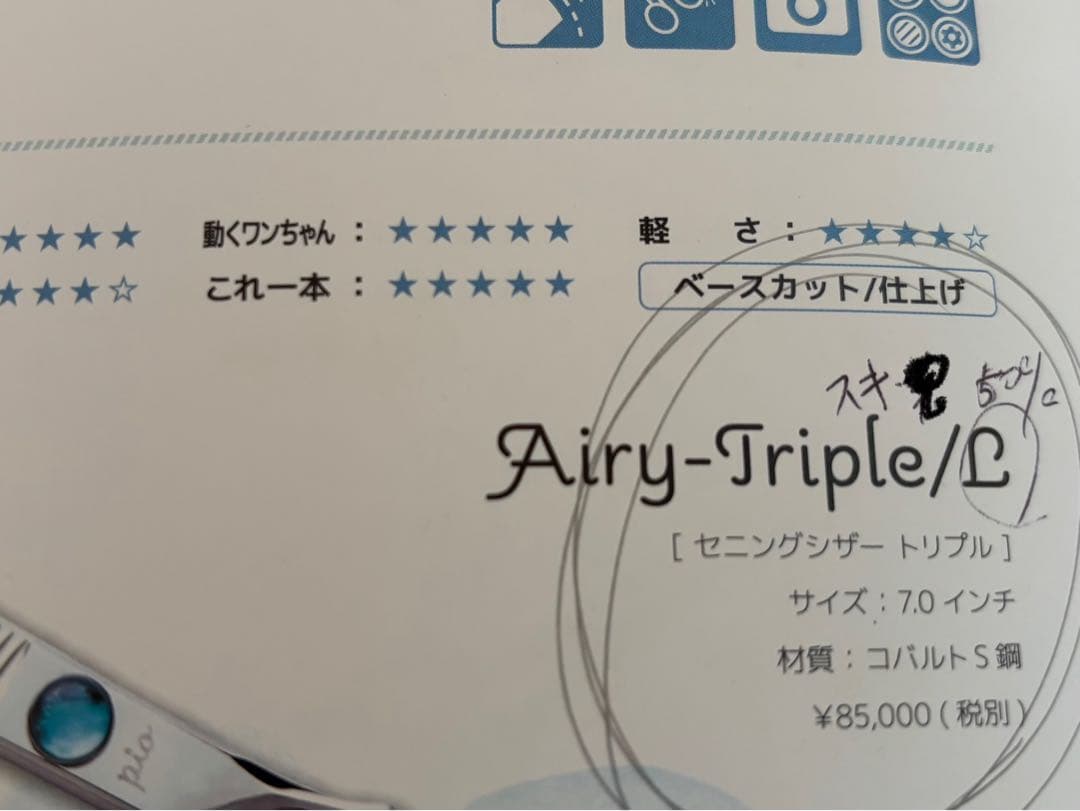 ★★★★ 動くワンちゃん：★★★★★ 軽さ：★★★★☆
★★★☆ これ一本：★★★★★ ベースカット/仕上げ
スキ
Airy-Triple/L
[ セニングシザー トリプル ]
サイズ：7.0 インチ
材質：コバルト S 鋼
¥85,000 ( 税別 )
pio